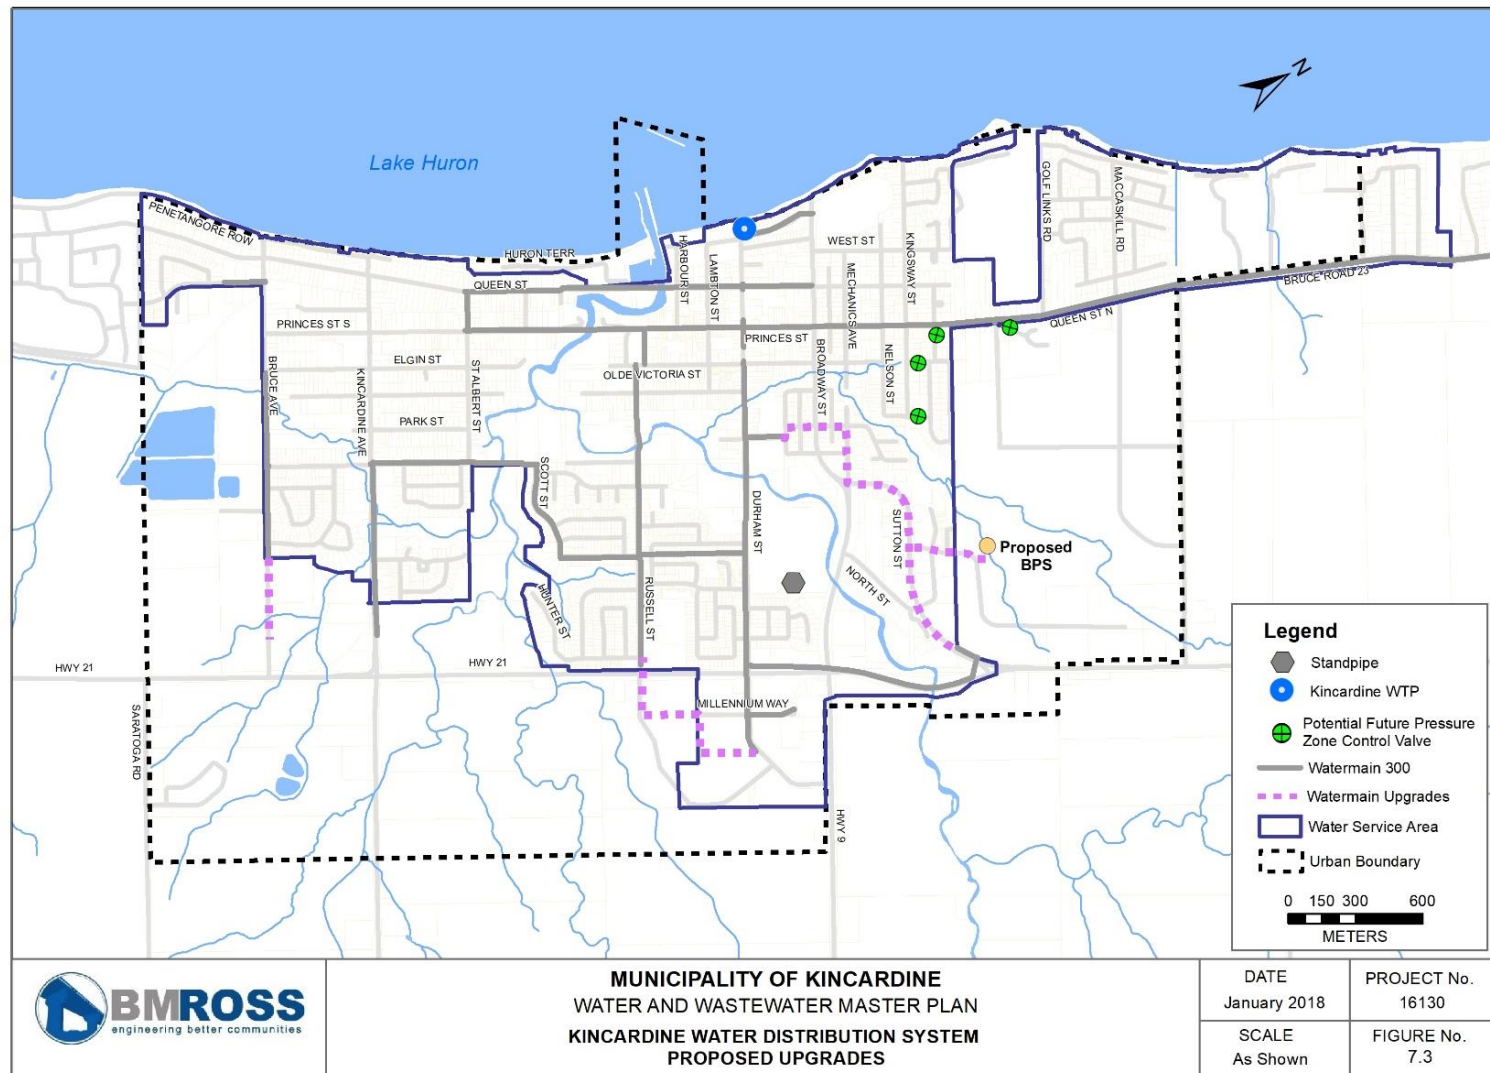 N
Lake Huron
PENETANGORE ROW
HURON TERR
HARBOUR ST
LAMBTON ST
WEST ST
MECHANICS AVE
KINGSWAY ST
GOLF LINKS RD
MACCASKILL RD
BRUCE ROAD 23
QUEEN ST
QUEEN ST N
PRINCES ST S
PRINCES ST
ELGIN ST
OLDE VICTORIA ST
BROADWAY ST
NELSON ST
BRUCE AVE
KINCARDINE AVE
ST ALBERT ST
PARK ST
SCOTT ST
DURHAM ST
SUTTON ST
Proposed
BPS
NORTH ST
HUNTER ST
RUSSELL ST
HWY 21
HWY 21
MILLENNIUM WAY
SARATOGA RD
HWY 9
Legend
Standpipe
Kincardine WTP
Potential Future Pressure
Zone Control Valve
Watermain 300
Watermain Upgrades
Water Service Area
Urban Boundary
0 150 300 600
METERS
BMROSS
engineering better communities
MUNICIPALITY OF KINCARDINE
WATER AND WASTEWATER MASTER PLAN
KINCARDINE WATER DISTRIBUTION SYSTEM
PROPOSED UPGRADES
DATE
January 2018
PROJECT No.
16130
SCALE
As Shown
FIGURE No.
7.3